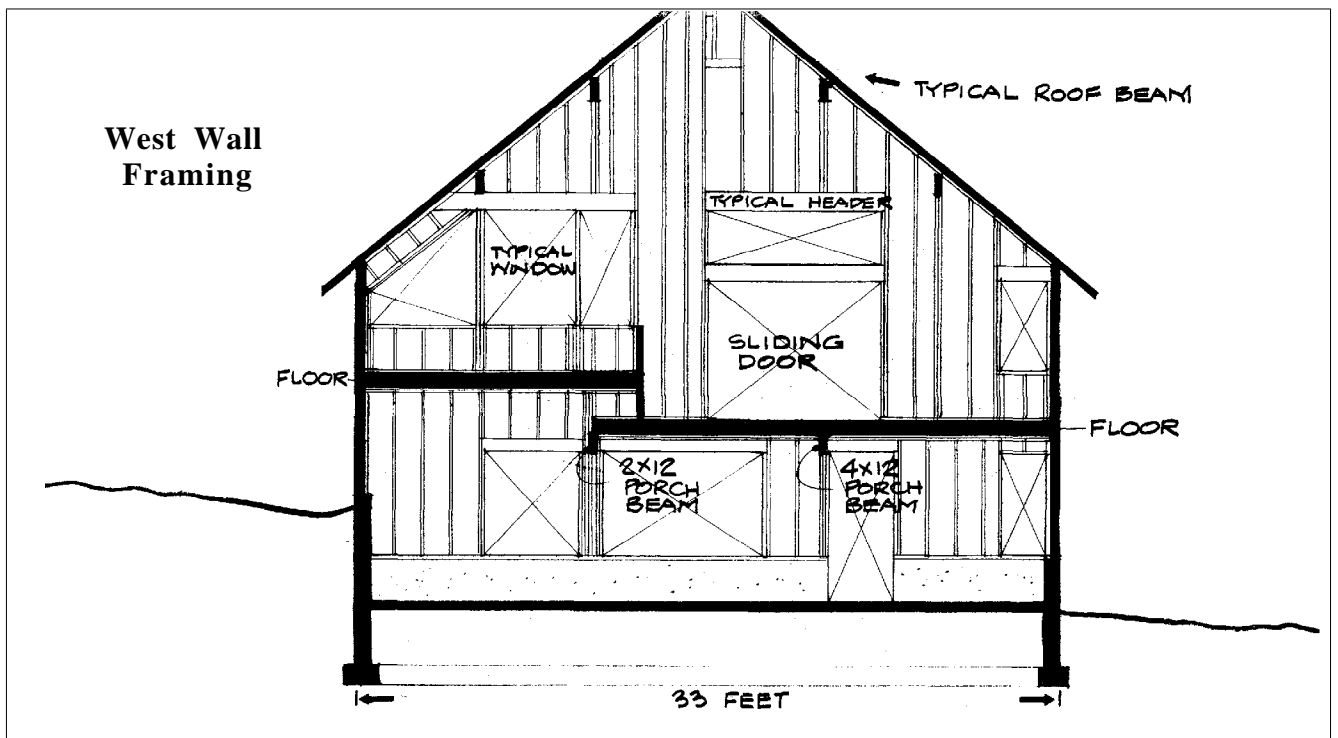 West Wall
Framing
TYPICAL ROOF BEAM
TYPICAL HEADER
TYPICAL
WINDOW
SLIDING
DOOR
FLOOR
FLOOR
2X12
PORCH
BEAM
4X12
PORCH
BEAM
33 FEET